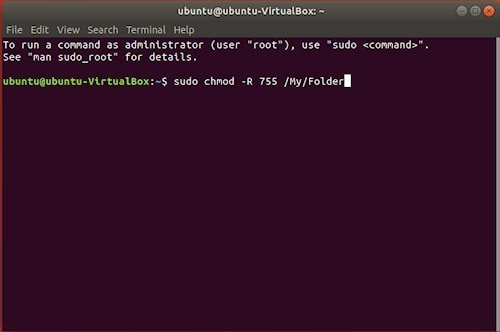 ubuntu@ubuntu-VirtualBox: ~
File Edit View Search Terminal Help
To run a command as administrator (user "root"), use "sudo <command>".
See "man sudo_root" for details.
ubuntu@ubuntu-VirtualBox:~$ sudo chmod -R 755 /My/Folder